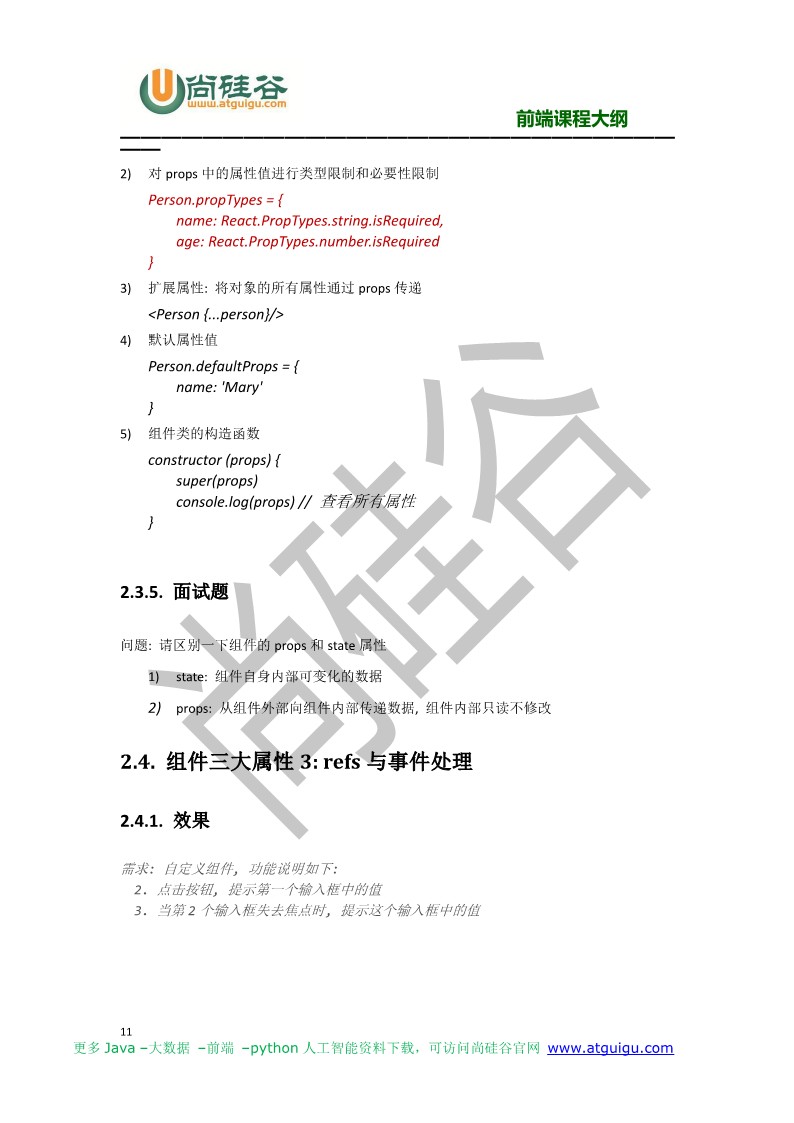 尚硅谷
www.atguigu.com
前端课程大纲
2) 对 props 中的属性值进行类型限制和必要性限制
Person.propTypes = {
name: React.PropTypes.string.isRequired,
age: React.PropTypes.number.isRequired
}
3) 扩展属性: 将对象的所有属性通过 props 传递
<Person {...person}/>
4) 默认属性值
Person.defaultProps = {
name: 'Mary'
}
5) 组件类的构造函数
constructor (props) {
super(props)
console.log(props) // 查看所有属性
}
2.3.5. 面试题
问题: 请区别一下组件的 props 和 state 属性
1) state: 组件自身内部可变化的数据
2) props: 从组件外部向组件内部传递数据, 组件内部只读不修改
2.4. 组件三大属性 3: refs 与事件处理
2.4.1. 效果
需求: 自定义组件, 功能说明如下:
2. 点击按钮, 提示第一个输入框中的值
3. 当第 2 个输入框失去焦点时, 提示这个输入框中的值
尚硅谷
11
更多 Java –大数据 –前端 –python 人工智能资料下载，可访问尚硅谷官网 www.atguigu.com